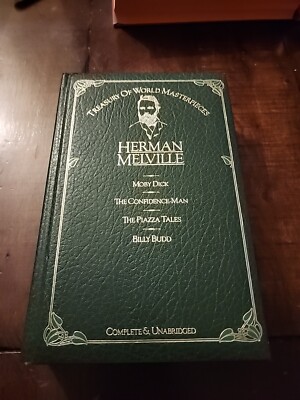 TREASURY OF WORLD MASTERPIECES
HERMAN
MELVILLE
MOBY DICK
THE CONFIDENCE-MAN
THE PIAZZA TALES
BILLY BUDD
COMPLETE & UNABRIDGED